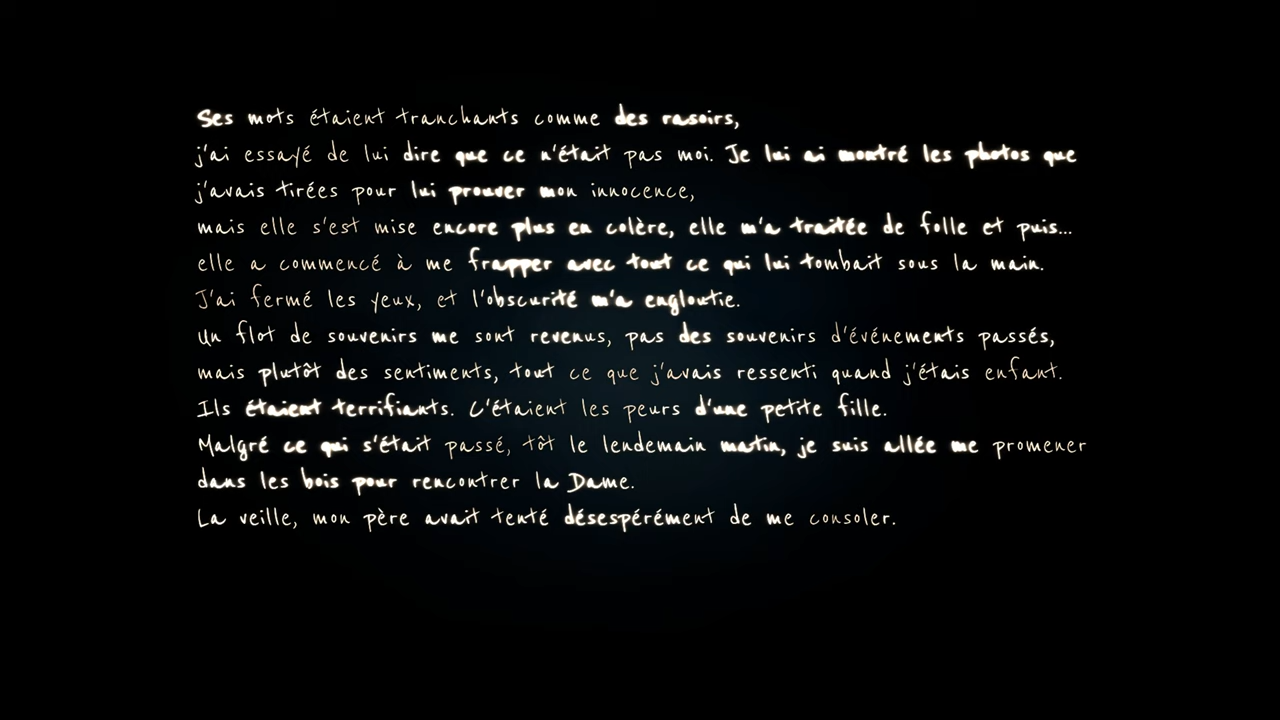 Ses mots étaient tranchants comme des rasoirs,
j'ai essayé de lui dire que ce n'était pas moi. Je lui ai montré les photos que
j'avais tirées pour lui prouver mon innocence,
mais elle s'est mise encore plus en colère, elle m'a traitée de folle et puis...
elle a commencé à me frapper avec tout ce qui lui tombait sous la main.
J'ai fermé les yeux, et l'obscurité m'a engloutie.
Un flot de souvenirs me sont revenus, pas des souvenirs d'événements passés,
mais plutôt des sentiments, tout ce que j'avais ressenti quand j'étais enfant.
Ils étaient terrifiants. C'étaient les peurs d'une petite fille.
Malgré ce qui s'était passé, tôt le lendemain matin, je suis allée me promener
dans les bois pour rencontrer la Dame.
La veille, mon père avait tenté désespérément de me consoler.